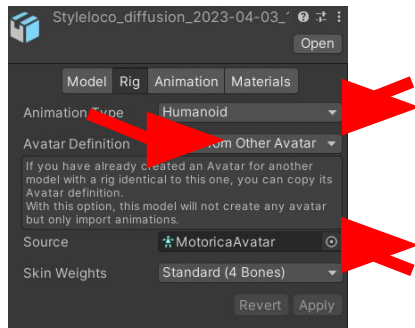 Styleloco_diffusion_2023-04-03_
Open
Model Rig Animation Materials
Animation Type Humanoid
Avatar Definition Other Avatar
If you have already created an Avatar for another
model with a rig identical to this one, you can copy its
Avatar definition.
With this option, this model will not create any avatar
but only import animations.
Source MotoricaAvatar
Skin Weights Standard (4 Bones)
Revert Apply